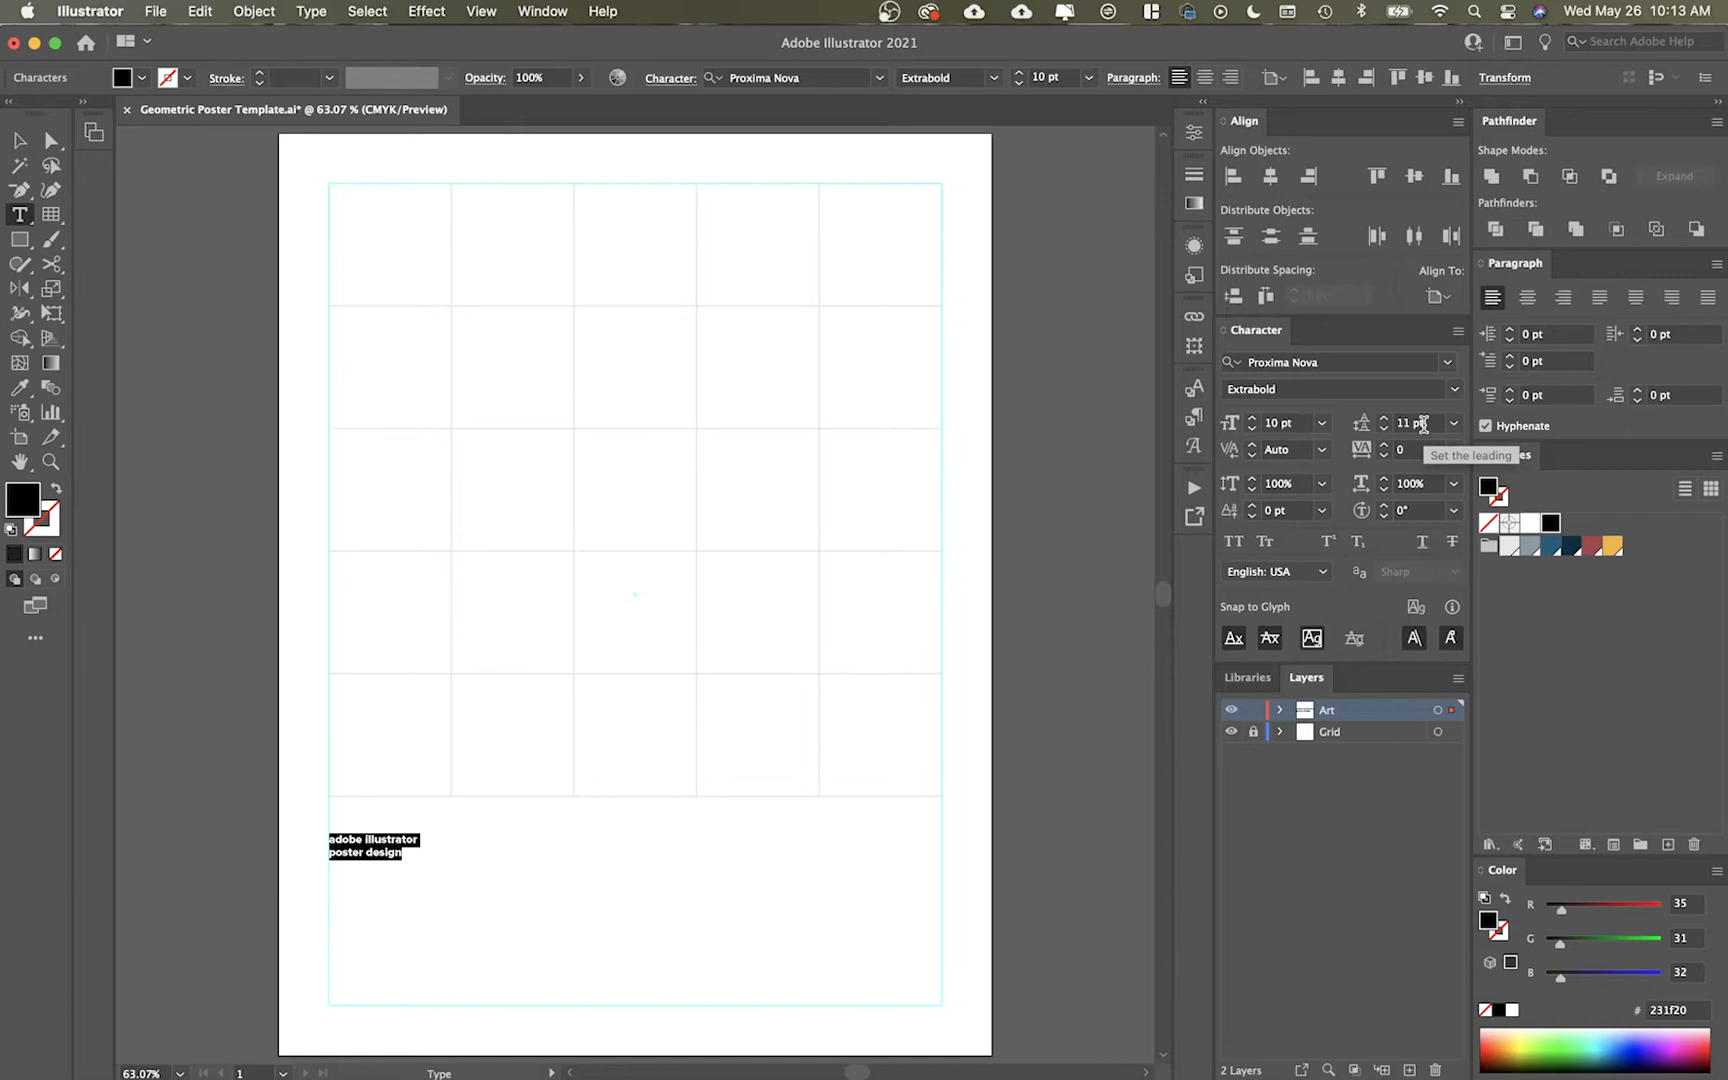 Illustrator File Edit Object Type Select Effect View Window Help Wed May 26 10:13 AM
Adobe Illustrator 2021
Search Adobe Help
Characters Stroke: Opacity: 100% Character: Proxima Nova Extrabold 10 pt Paragraph: Transform
Geometric Poster Template.ai* @ 63.07 % (CMYK/Preview)
Align
Align Objects:
Distribute Objects:
Distribute Spacing: Align To:
Character
Proxima Nova
Extrabold
10 pt 11 pt
Auto 0
Set the leading
100% 100%
0 pt 0°
English: USA Sharp
Snap to Glyph
Libraries Layers
Art
Grid
2 Layers
Pathfinder
Shape Modes:
Expand
Pathfinders:
Paragraph
0 pt 0 pt
0 pt
0 pt 0 pt
Hyphenate
Color
R 35
G 31
B 32
# 231f20
adobe illustrator
poster design
63.07% 1 Type